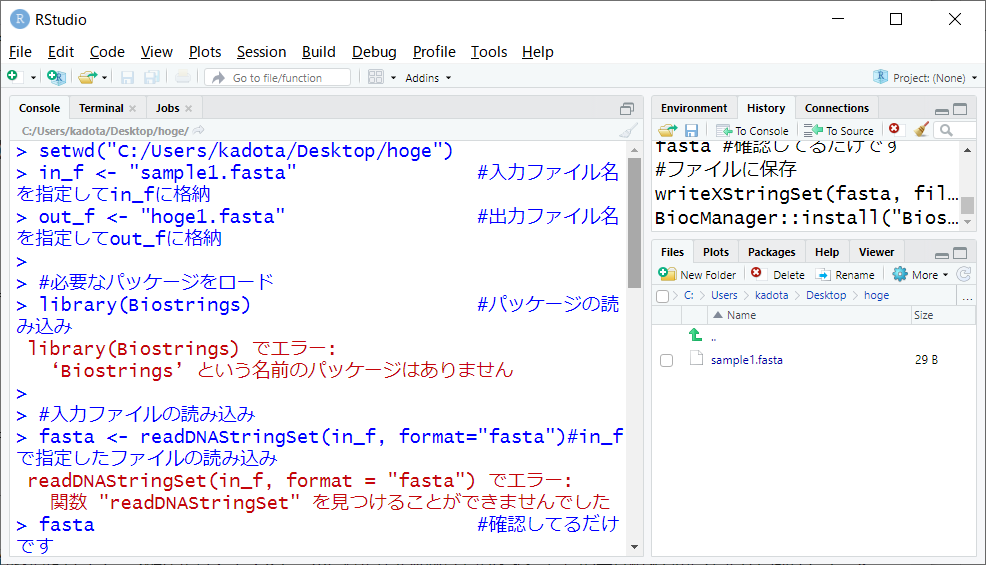 RStudio
File Edit Code View Plots Session Build Debug Profile Tools Help
Go to file/function Addins Project: (None)
Console Terminal Jobs
C:/Users/kadota/Desktop/hoge/
> setwd("C:/Users/kadota/Desktop/hoge")
> in_f <- "sample1.fasta" #入力ファイル名
を指定してin_fに格納
> out_f <- "hoge1.fasta" #出力ファイル名
を指定してout_fに格納
>
> #必要なパッケージをロード
> library(Biostrings) #パッケージの読
み込み
library(Biostrings) でエラー:
‘Biostrings’ という名前のパッケージはありません
>
> #入力ファイルの読み込み
> fasta <- readDNAStringSet(in_f, format="fasta")#in_f
で指定したファイルの読み込み
readDNAStringSet(in_f, format = "fasta") でエラー:
関数 "readDNAStringSet" を見つけることができませんでした
> fasta #確認してるだけ
です
Environment History Connections
To Console To Source
fasta #確認してるだけです
#ファイルに保存
writeXStringSet(fasta, fil…
BiocManager::install("Bios…
Files Plots Packages Help Viewer
New Folder Delete Rename More
C: Users kadota Desktop hoge ...
Name Size
..
sample1.fasta 29 B